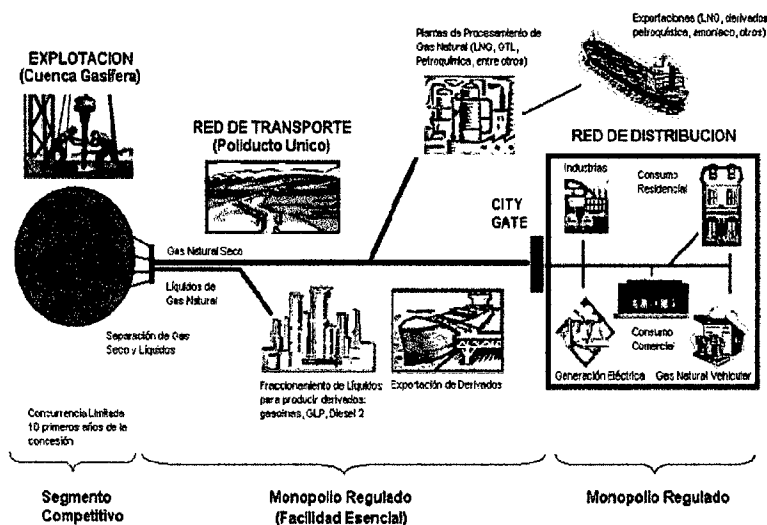 EXPLOTACION
(Cuenca Gasífera)
RED DE TRANSPORTE
(Poliducto Unico)
Plantas de Procesamiento de
Gas Natural (LNG, GTL,
Petroquímica, entre otros)
Exportaciones (LNG, derivados
petroquímica, amoniaco, otros)
RED DE DISTRIBUCION
Industrias
Consumo
Residencial
CITY
GATE
Gas Natural Seco
Líquidos de
Gas Natural
Separación de Gas
Seco y Líquidos
Fraccionamiento de Líquidos
para producir derivados:
gasolinas, GLP, Diesel 2
Exportación de Derivados
Consumo
Comercial
Generación Eléctrica
Gas Natural Vehicular
Concurrencia Limitada
10 primeros años de la
concesión
Segmento
Competitivo
Monopolio Regulado
(Facilidad Esencial)
Monopolio Regulado